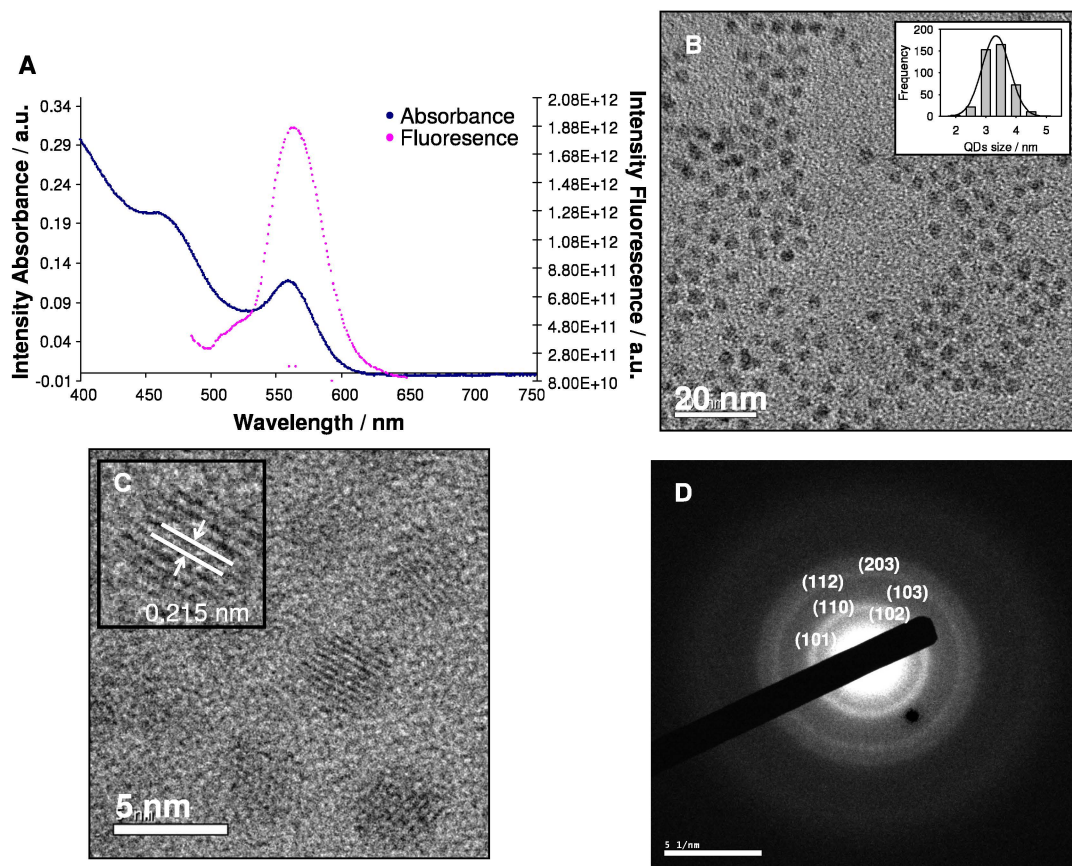 A
Intensity Absorbance / a.u.
0.34
0.29
0.24
0.19
0.14
0.09
0.04
-0.01
400 450 500 550 600 650 700 750
Wavelength / nm
Absorbance
Fluoresence
2.08E+12
1.88E+12
1.68E+12
1.48E+12
1.28E+12
1.08E+12
8.80E+11
6.80E+11
4.80E+11
2.80E+11
8.00E+10
Intensity Fluorescence / a.u.
B
Frequency
200
150
100
50
0
2 3 4 5
QDs size / nm
20 nm
C
0.215 nm
5 nm
D
(203)
(112)
(103)
(110)
(102)
(101)
5 1/nm